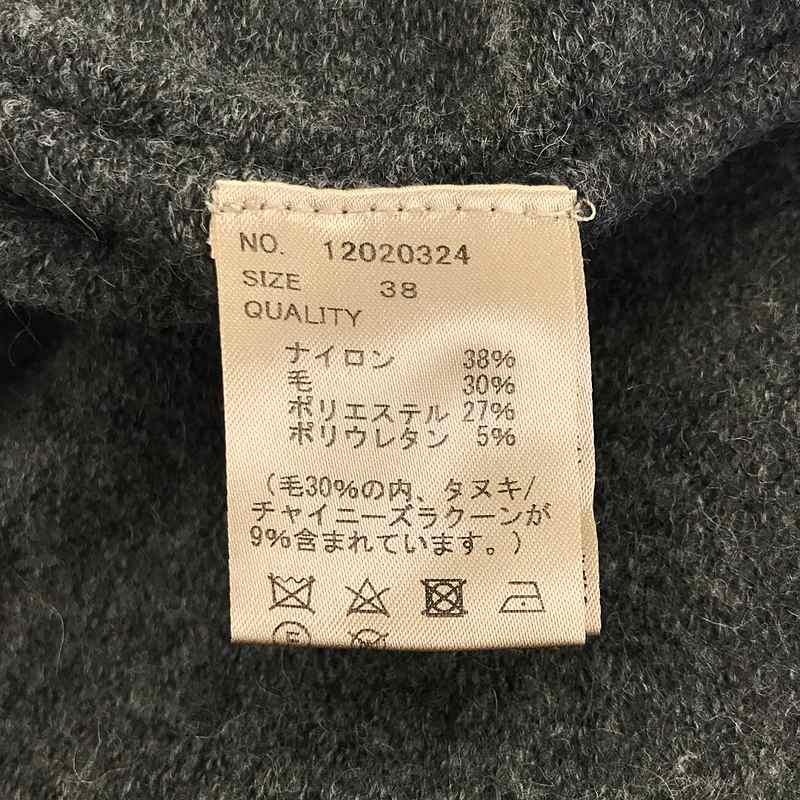 NO. 12020324
SIZE 38
QUALITY
ナイロン 38%
毛 30%
ポリエステル 27%
ポリウレタン 5%
(毛30%の内、タヌキ/
チャイニーズラクーンが
9%含まれています。)